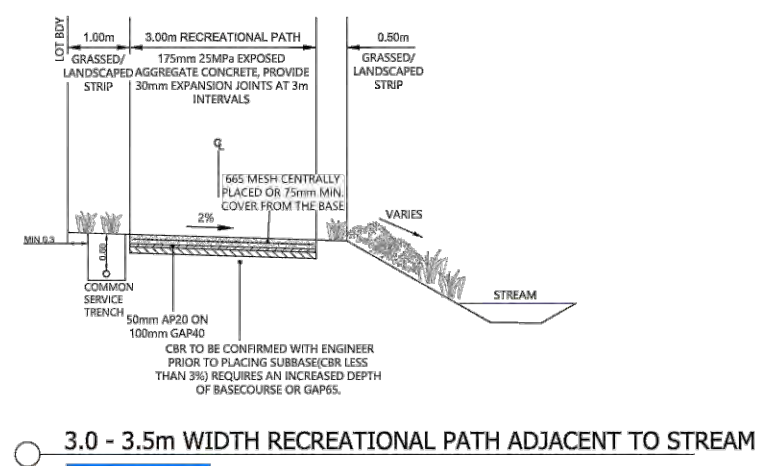 LOT BDY
1.00m
3.00m RECREATIONAL PATH
0.50m
GRASSED/
LANDSCAPED
STRIP
175mm 25MPa EXPOSED
AGGREGATE CONCRETE, PROVIDE
30mm EXPANSION JOINTS AT 3m
INTERVALS
GRASSED/
LANDSCAPED
STRIP
℄
665 MESH CENTRALLY
PLACED OR 75mm MIN.
COVER FROM THE BASE
2%
VARIES
MIN 0.3
COMMON
SERVICE
TRENCH
50mm AP20 ON
100mm GAP40
STREAM
CBR TO BE CONFIRMED WITH ENGINEER
PRIOR TO PLACING SUBBASE(CBR LESS
THAN 3%) REQUIRES AN INCREASED DEPTH
OF BASECOURSE OR GAP65.
3.0 - 3.5m WIDTH RECREATIONAL PATH ADJACENT TO STREAM